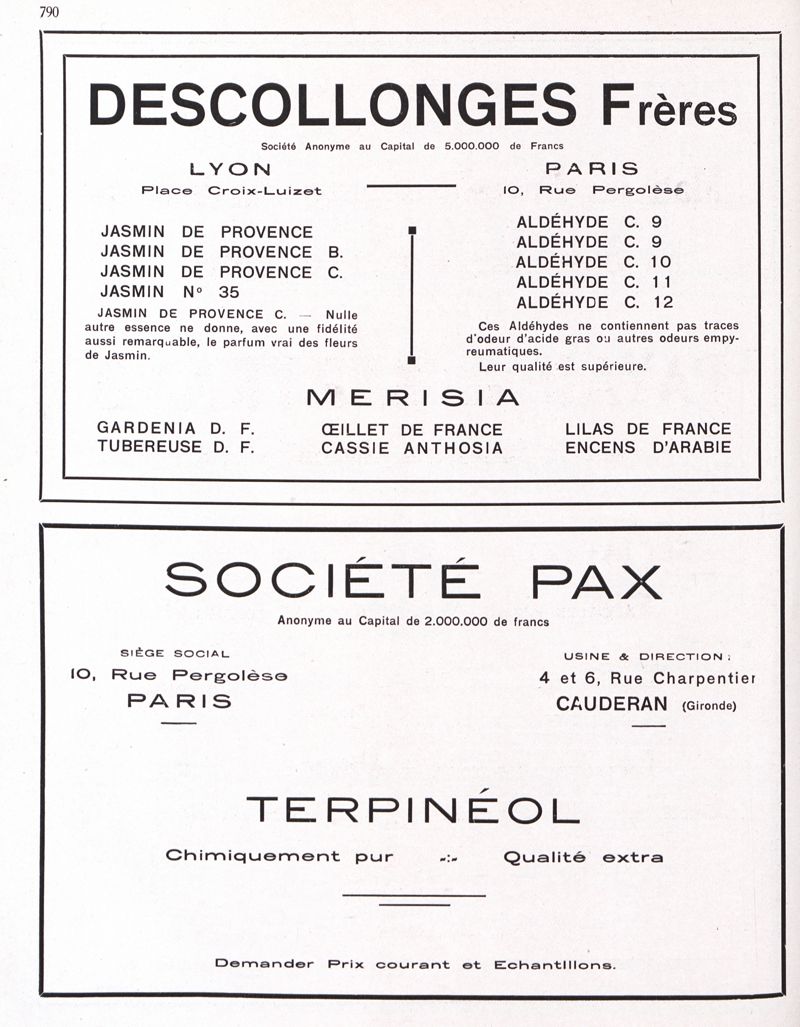 790
DESCOLLONGES Frères
Société Anonyme au Capital de 5.000.000 de Francs
LYON
Place Croix-Luizet
PARIS
10, Rue Pergolèse
JASMIN DE PROVENCE
JASMIN DE PROVENCE B.
JASMIN DE PROVENCE C.
JASMIN Nº 35
JASMIN DE PROVENCE C. — Nulle
autre essence ne donne, avec une fidélité
aussi remarquable, le parfum vrai des fleurs
de Jasmin.
ALDÉHYDE C. 9
ALDÉHYDE C. 9
ALDÉHYDE C. 10
ALDÉHYDE C. 11
ALDÉHYDE C. 12
Ces Aldéhydes ne contiennent pas traces
d'odeur d'acide gras ou autres odeurs empy-
reumatiques.
Leur qualité est supérieure.
MERISIA
GARDENIA D. F. ŒILLET DE FRANCE LILAS DE FRANCE
TUBEREUSE D. F. CASSIE ANTHOSIA ENCENS D'ARABIE
SOCIÉTÉ PAX
Anonyme au Capital de 2.000.000 de francs
SIÈGE SOCIAL
10, Rue Pergolèse
PARIS
USINE & DIRECTION :
4 et 6, Rue Charpentier
CAUDERAN (Gironde)
TERPINÉOL
Chimiquement pur -:- Qualité extra
Demander Prix courant et Echantillons.